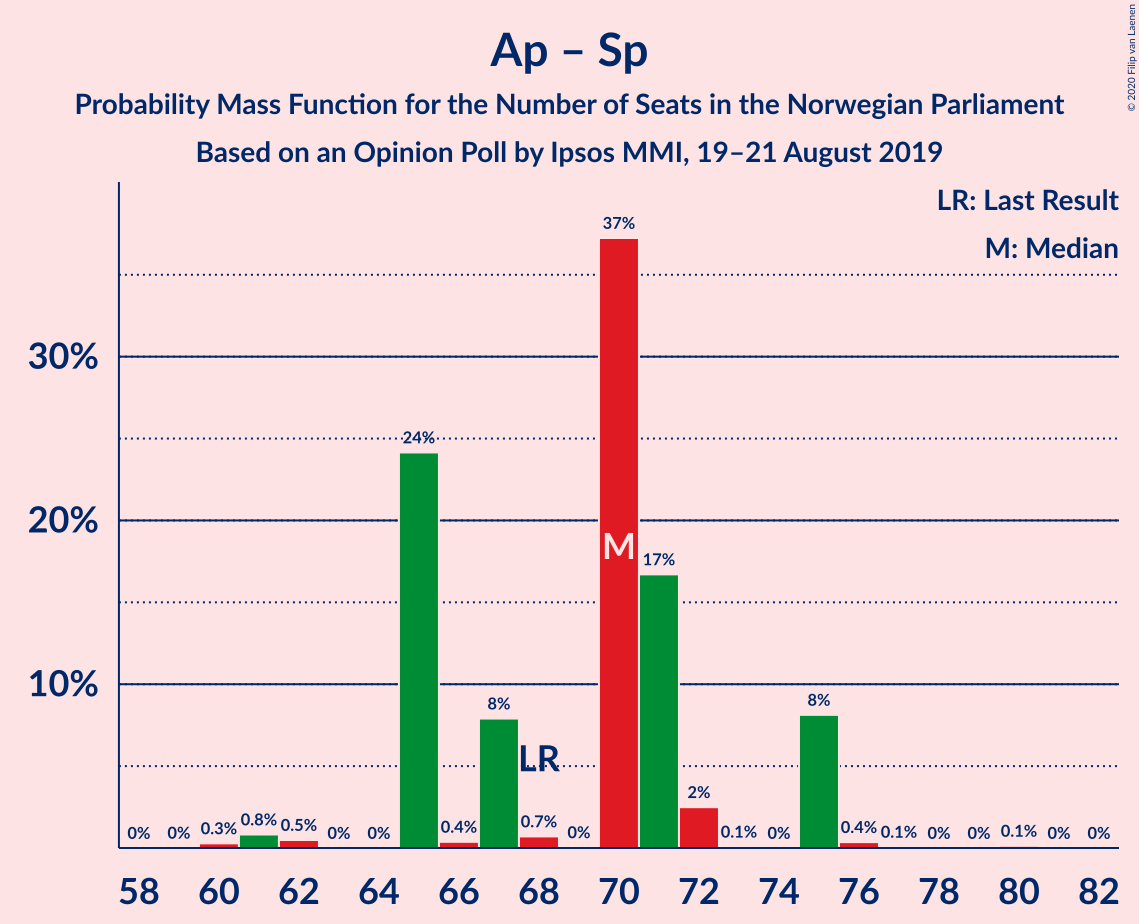 Ap – Sp
Probability Mass Function for the Number of Seats in the Norwegian Parliament
Based on an Opinion Poll by Ipsos MMI, 19–21 August 2019
© 2020 Filip van Laenen
LR: Last Result
M: Median
30%
20%
10%
0% 0% 0.3% 0.8% 0.5% 0% 0% 24% 0.4% 8% 0.7% 0% 37% 17% 2% 0.1% 0% 8% 0.4% 0.1% 0% 0% 0.1% 0% 0%
LR
M
58 60 62 64 66 68 70 72 74 76 78 80 82